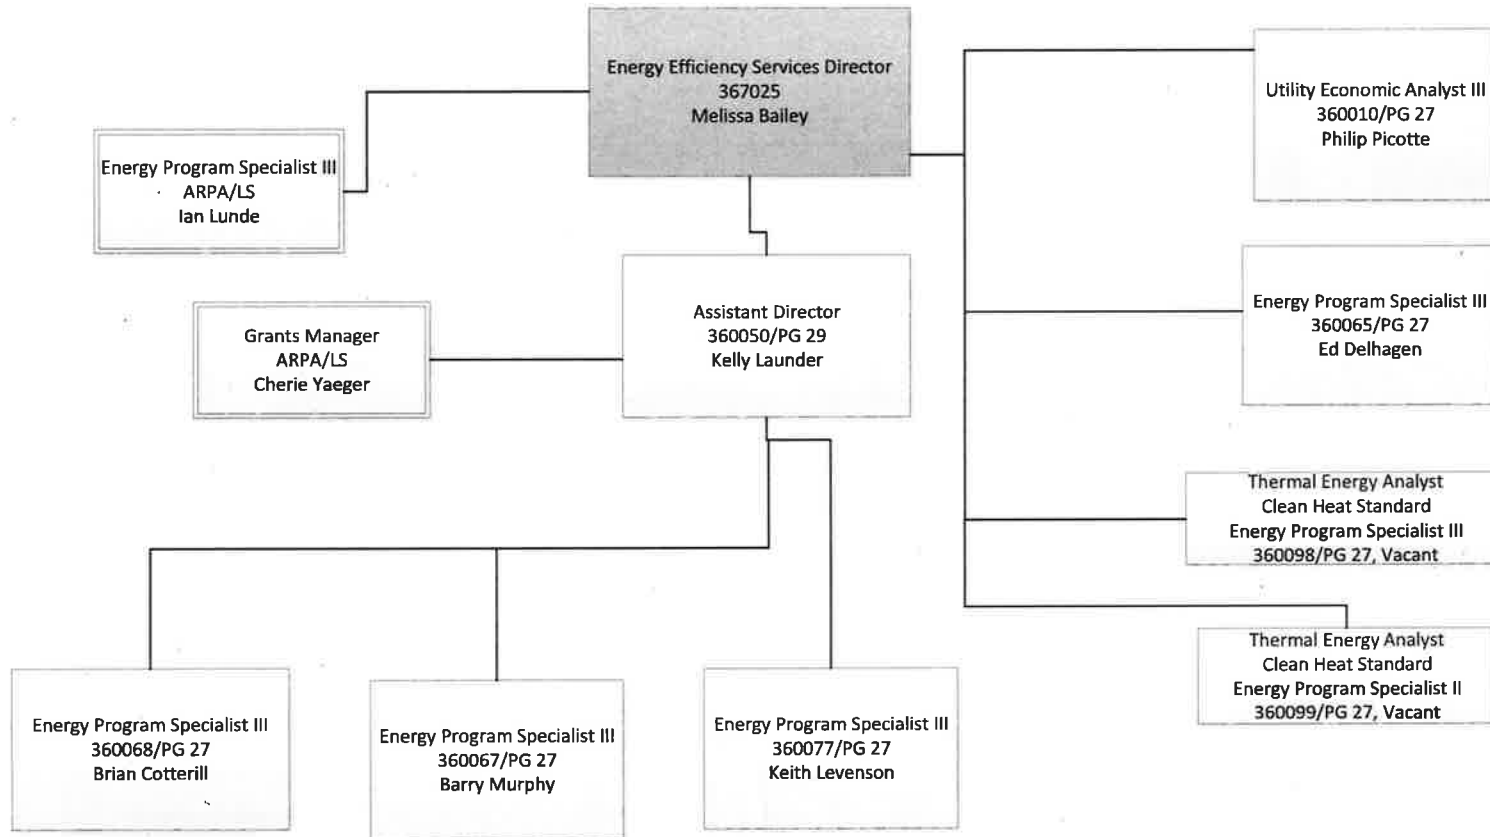 Energy Efficiency Services Director
367025
Melissa Bailey
Utility Economic Analyst III
360010/PG 27
Philip Picotte
Energy Program Specialist III
ARPA/LS
Ian Lunde
Assistant Director
360050/PG 29
Kelly Launder
Energy Program Specialist III
360065/PG 27
Ed Delhagen
Grants Manager
ARPA/LS
Cherie Yaeger
Thermal Energy Analyst
Clean Heat Standard
Energy Program Specialist III
360098/PG 27, Vacant
Thermal Energy Analyst
Clean Heat Standard
Energy Program Specialist II
360099/PG 27, Vacant
Energy Program Specialist III
360068/PG 27
Brian Cotterill
Energy Program Specialist III
360067/PG 27
Barry Murphy
Energy Program Specialist III
360077/PG 27
Keith Levenson